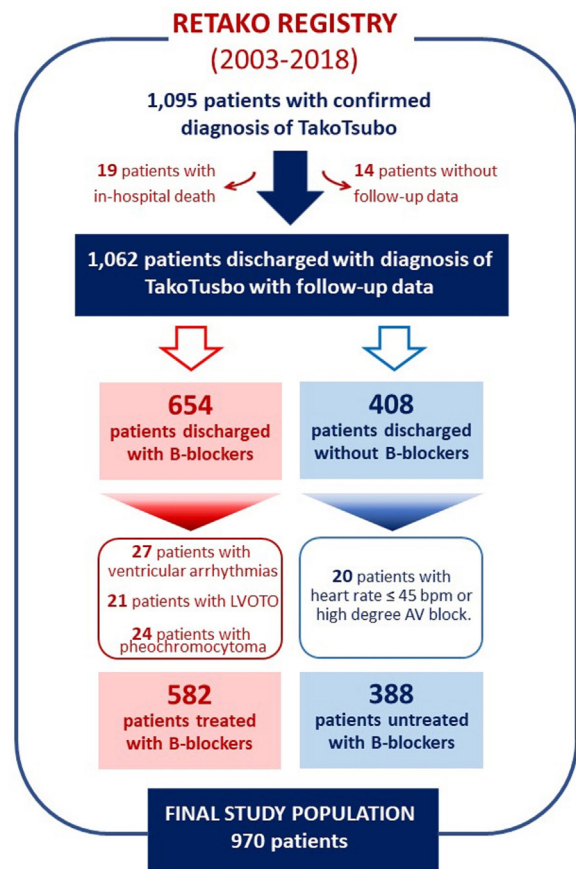 RETAKO REGISTRY
(2003-2018)
1,095 patients with confirmed
diagnosis of TakoTsubo
19 patients with
in-hospital death
14 patients without
follow-up data
1,062 patients discharged with diagnosis of
TakoTusbo with follow-up data
654
patients discharged
with B-blockers
408
patients discharged
without B-blockers
27 patients with
ventricular arrhythmias
21 patients with LVOTO
24 patients with
pheochromocytoma
20 patients with
heart rate ≤ 45 bpm or
high degree AV block.
582
patients treated
with B-blockers
388
patients untreated
with B-blockers
FINAL STUDY POPULATION
970 patients